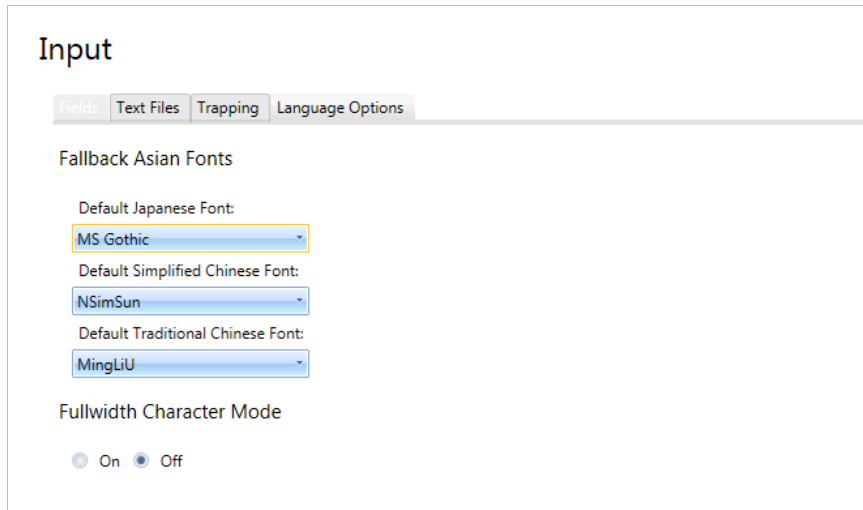 Input
Fields Text Files Trapping Language Options
Fallback Asian Fonts
Default Japanese Font:
MS Gothic
Default Simplified Chinese Font:
NSimSun
Default Traditional Chinese Font:
MingLiU
Fullwidth Character Mode
On Off